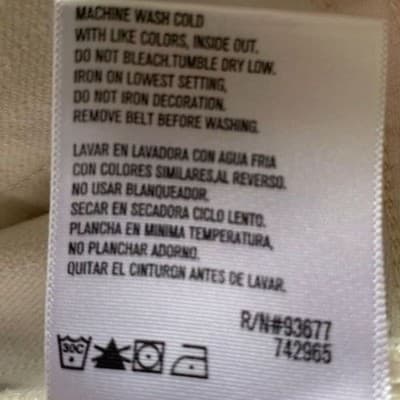 MACHINE WASH COLD
WITH LIKE COLORS, INSIDE OUT.
DO NOT BLEACH.TUMBLE DRY LOW.
IRON ON LOWEST SETTING,
DO NOT IRON DECORATION.
REMOVE BELT BEFORE WASHING.
LAVAR EN LAVADORA CON AGUA FRIA
CON COLORES SIMILARES,AL REVERSO.
NO USAR BLANQUEADOR.
SECAR EN SECADORA CICLO LENTO.
PLANCHA EN MINIMA TEMPERATURA,
NO PLANCHAR ADORNO.
QUITAR EL CINTURON ANTES DE LAVAR.
R/N#93677
742965
30C